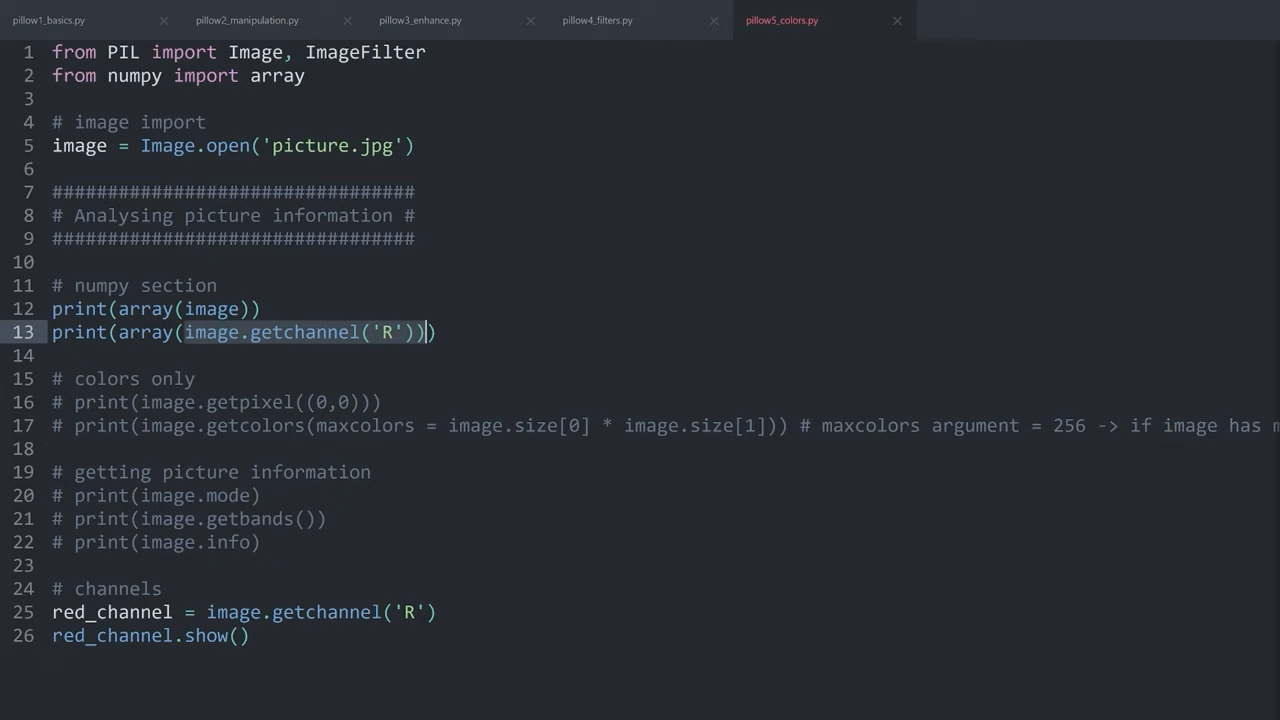 pillow1_basics.py pillow2_manipulation.py pillow3_enhance.py pillow4_filters.py pillow5_colors.py
1 from PIL import Image, ImageFilter
2 from numpy import array
3
4 # image import
5 image = Image.open('picture.jpg')
6
7 #################################
8 # Analysing picture information #
9 #################################
10
11 # numpy section
12 print(array(image))
13 print(array(image.getchannel('R')))
14
15 # colors only
16 # print(image.getpixel((0,0)))
17 # print(image.getcolors(maxcolors = image.size[0] * image.size[1])) # maxcolors argument = 256 -> if image has
18
19 # getting picture information
20 # print(image.mode)
21 # print(image.getbands())
22 # print(image.info)
23
24 # channels
25 red_channel = image.getchannel('R')
26 red_channel.show()